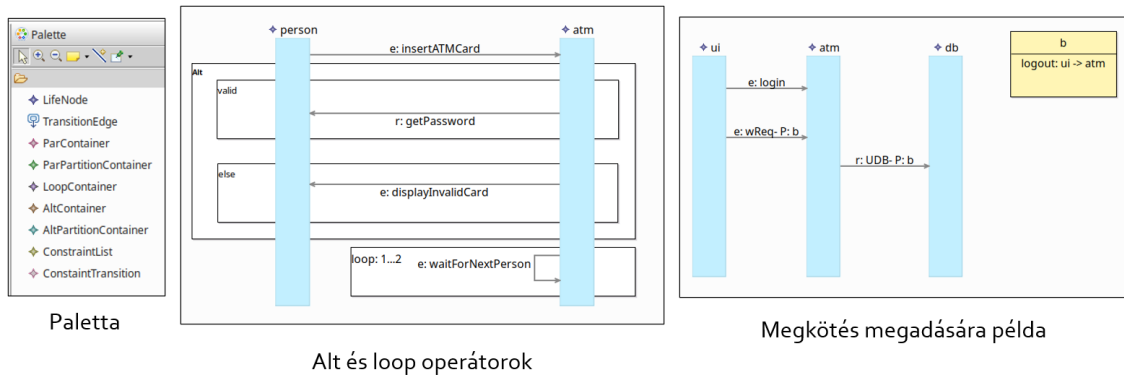 Palette
LifeNode
TransitionEdge
ParContainer
ParPartitionContainer
LoopContainer
AltContainer
AltPartitionContainer
ConstraintList
ConstaintTransition
Paletta
person
atm
e: insertATMCard
Alt
valid
r: getPassword
else
e: displayInvalidCard
loop: 1...2
e: waitForNextPerson
Alt és loop operátorok
ui
atm
db
b
logout: ui -> atm
e: login
e: wReq- P: b
r: UDB- P: b
Megkötés megadására példa